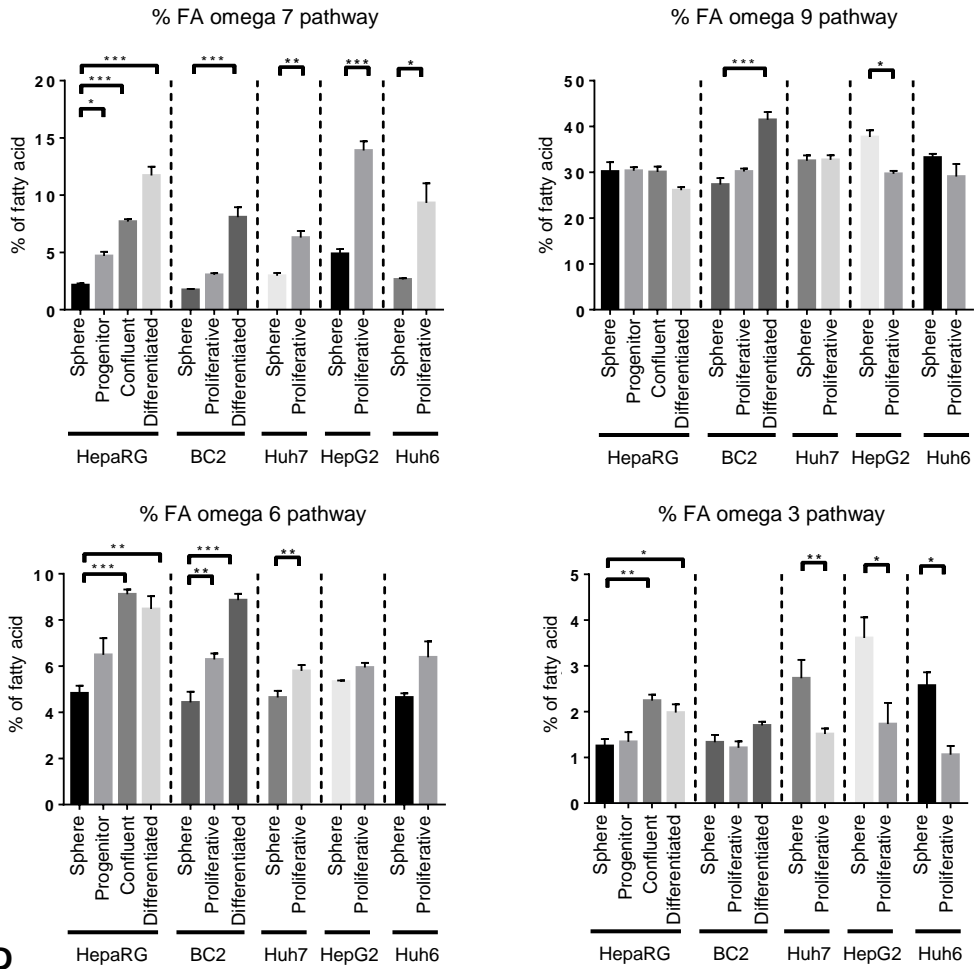 % FA omega 7 pathway
% of fatty acid
20
15
10
5
0
***
***
*
***
**
***
*
Sphere
Progenitor
Confluent
Differentiated
Sphere
Proliferative
Differentiated
Sphere
Proliferative
Sphere
Proliferative
Sphere
Proliferative
HepaRG
BC2
Huh7
HepG2
Huh6
% FA omega 9 pathway
% of fatty acid
50
40
30
20
10
0
***
*
Sphere
Progenitor
Confluent
Differentiated
Sphere
Proliferative
Differentiated
Sphere
Proliferative
Sphere
Proliferative
Sphere
Proliferative
HepaRG
BC2
Huh7
HepG2
Huh6
% FA omega 6 pathway
% of fatty acid
10
8
6
4
2
0
**
***
***
**
**
Sphere
Progenitor
Confluent
Differentiated
Sphere
Proliferative
Differentiated
Sphere
Proliferative
Sphere
Proliferative
Sphere
Proliferative
HepaRG
BC2
Huh7
HepG2
Huh6
% FA omega 3 pathway
% of fatty acid
5
4
3
2
1
0
*
**
**
*
*
Sphere
Progenitor
Confluent
Differentiated
Sphere
Proliferative
Differentiated
Sphere
Proliferative
Sphere
Proliferative
Sphere
Proliferative
HepaRG
BC2
Huh7
HepG2
Huh6